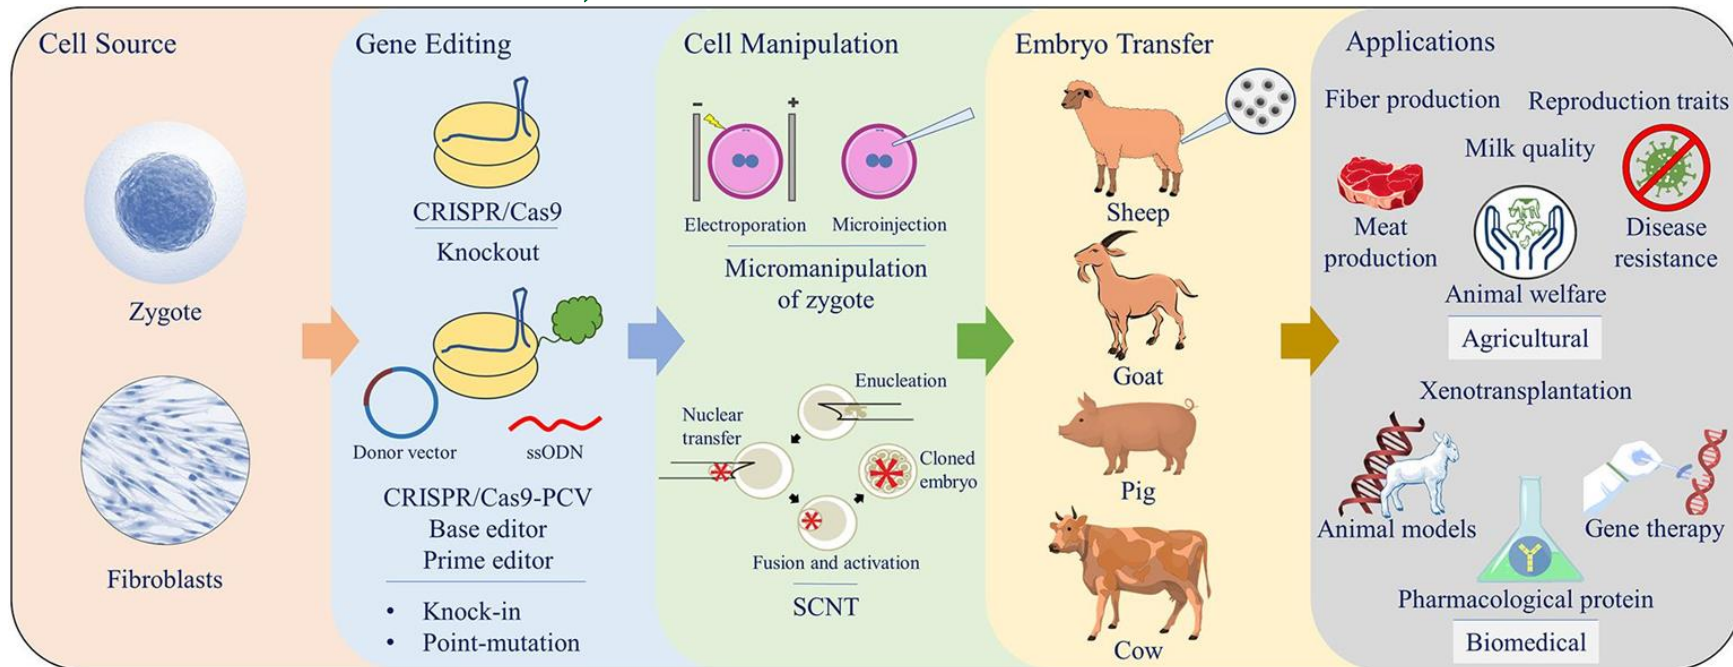 Cell Source
Zygote
Fibroblasts
Gene Editing
CRISPR/Cas9
Knockout
Donor vector
ssODN
CRISPR/Cas9-PCV
Base editor
Prime editor
• Knock-in
• Point-mutation
Cell Manipulation
-
+
Electroporation
Microinjection
Micromanipulation
of zygote
Enucleation
Nuclear
transfer
Cloned
embryo
Fusion and activation
SCNT
Embryo Transfer
Sheep
Goat
Pig
Cow
Applications
Fiber production
Reproduction traits
Milk quality
Meat
production
Disease
resistance
Animal welfare
Agricultural
Xenotransplantation
Animal models
Gene therapy
Pharmacological protein
Biomedical